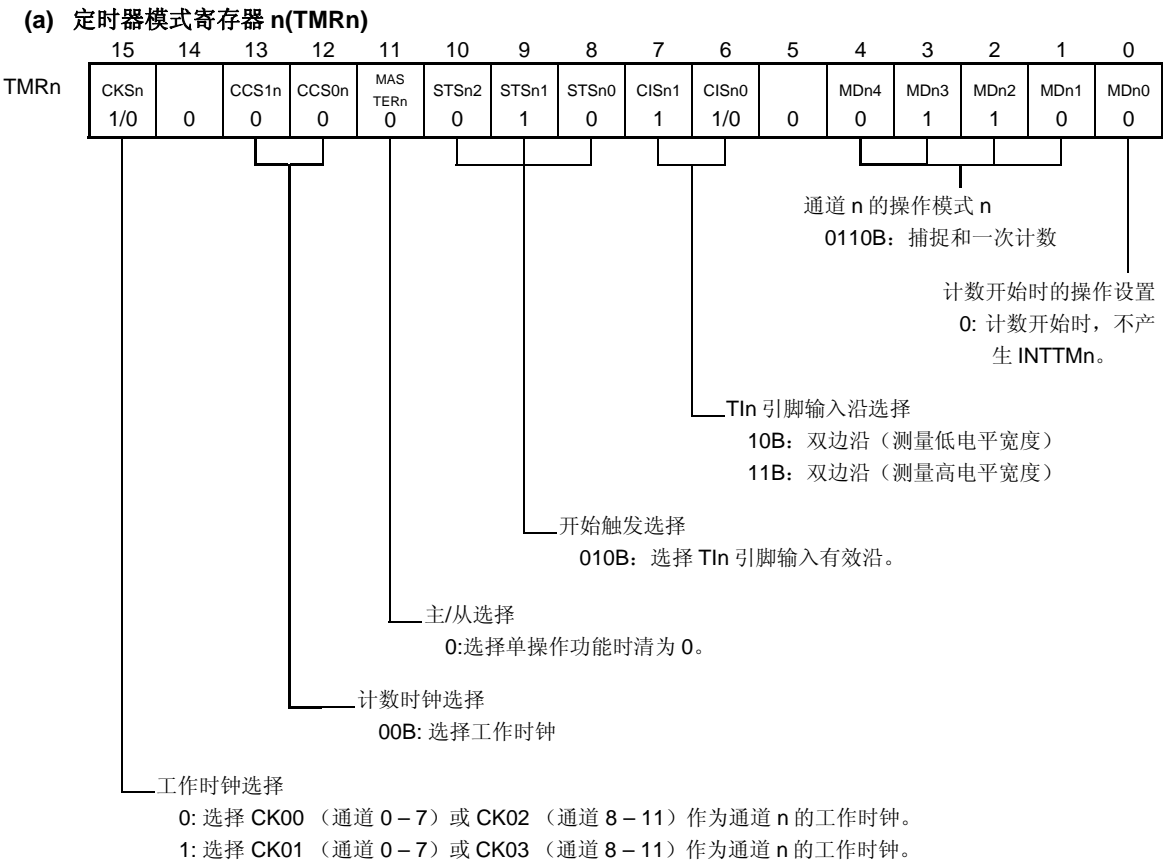 (a) 定时器模式寄存器 n(TMRn)
15 14 13 12 11 10 9 8 7 6 5 4 3 2 1 0
TMRn CKSn CCS1n CCS0n MAS TERn STSn2 STSn1 STSn0 CISn1 CISn0 MDn4 MDn3 MDn2 MDn1 MDn0
1/0 0 0 0 0 0 1 0 1 1/0 0 0 1 1 0 0
通道 n 的操作模式 n
0110B：捕捉和一次计数
计数开始时的操作设置
0: 计数开始时，不产
生 INTTMn。
TIn 引脚输入沿选择
10B：双边沿（测量低电平宽度）
11B：双边沿（测量高电平宽度）
开始触发选择
010B：选择 TIn 引脚输入有效沿。
主/从选择
0:选择单操作功能时清为 0。
计数时钟选择
00B: 选择工作时钟
工作时钟选择
0: 选择 CK00 （通道 0 – 7）或 CK02 （通道 8 – 11）作为通道 n 的工作时钟。
1: 选择 CK01 （通道 0 – 7）或 CK03 （通道 8 – 11）作为通道 n 的工作时钟。